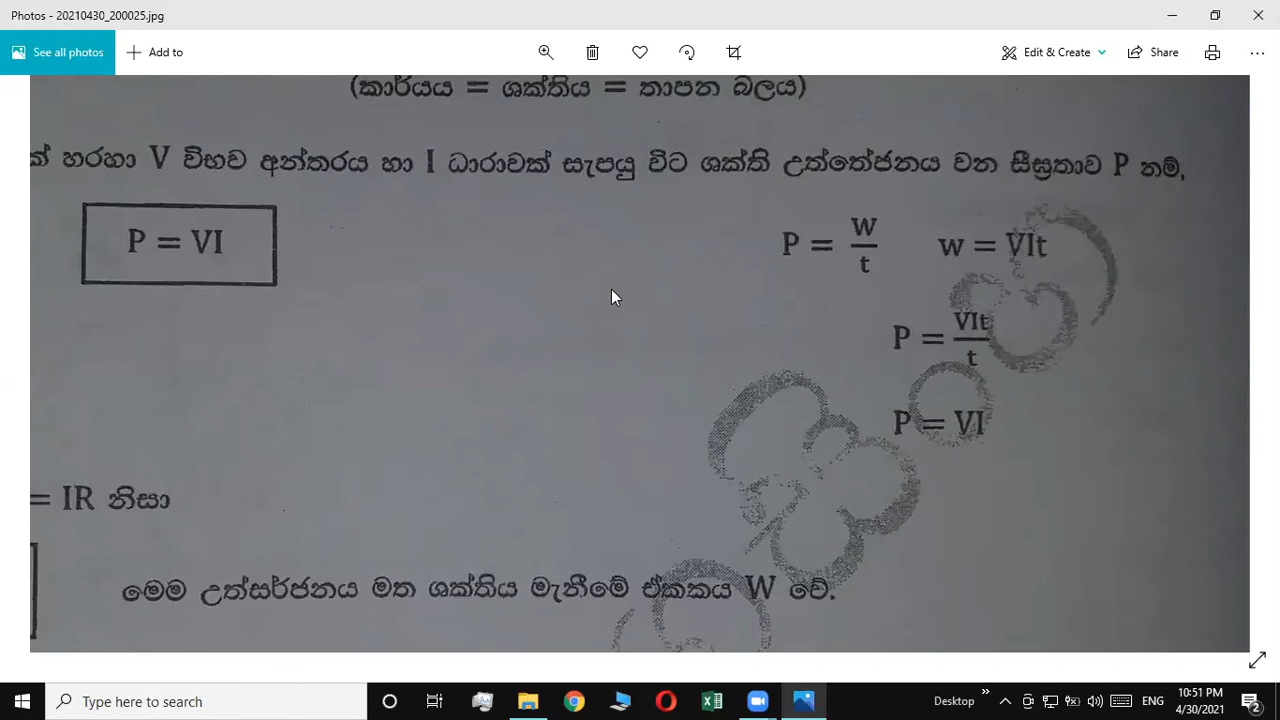 Photos - 20210430_200025.jpg
See all photos
Add to
Edit & Create
Share
(කාර්යය = ශක්තිය = තාපන බලය)
ක් හරහා V විභව අන්තරය හා I ධාරාවක් සැපයු විට ශක්ති උත්තේජනය වන සීඝ්‍රතාව P නම්,
P = VI
P = W/t w = VIt
P = VIt/t
P = VI
= IR නිසා
මෙම උත්සර්ජනය මත ශක්තිය මැනීමේ ඒකකය W වේ.
Type here to search
Desktop
ENG
10:51 PM
4/30/2021
2